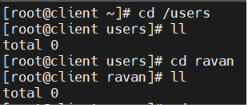 [root@client ~]# cd /users
[root@client users]# ll
total 0
[root@client users]# cd ravan
[root@client ravan]# ll
total 0